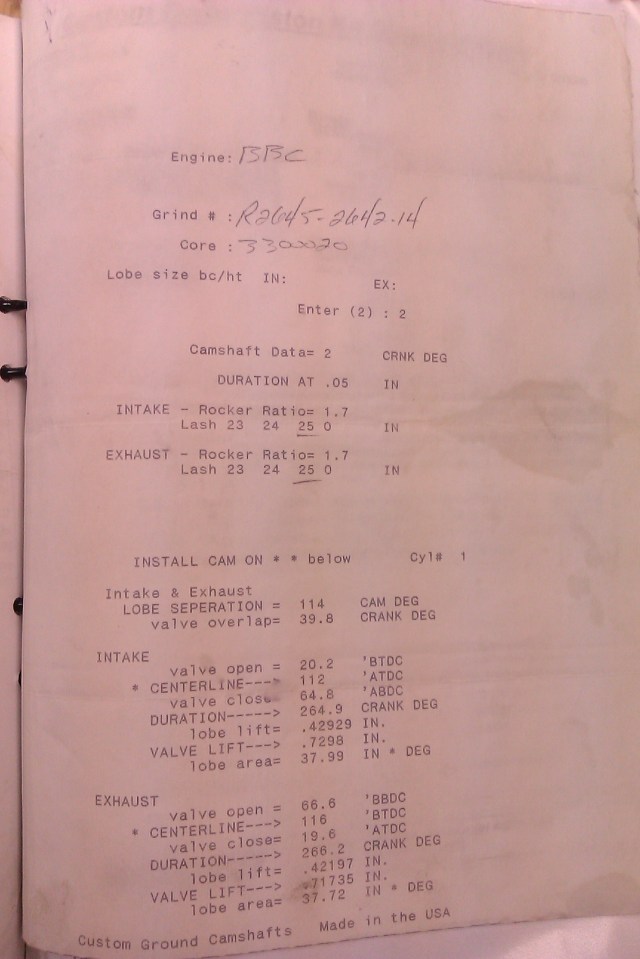 Engine: BBC
Grind # : R2645-2642-14
Core : 3300020
Lobe size bc/ht IN: EX:
Enter (2) : 2
Camshaft Data= 2 CRNK DEG
DURATION AT .05 IN
INTAKE - Rocker Ratio= 1.7
Lash 23 24 25 0 IN
EXHAUST - Rocker Ratio= 1.7
Lash 23 24 25 0 IN
INSTALL CAM ON * * below Cyl# 1
Intake & Exhaust
LOBE SEPERATION = 114 CAM DEG
valve overlap= 39.8 CRANK DEG
INTAKE
valve open = 20.2 'BTDC
* CENTERLINE---> 112 'ATDC
valve close 64.8 'ABDC
DURATION-----> 264.9 CRANK DEG
lobe lift= .42929 IN.
VALVE LIFT---> .7298 IN.
lobe area= 37.99 IN * DEG
EXHAUST
valve open = 66.6 'BBDC
* CENTERLINE---> 116 'BTDC
valve close= 19.6 'ATDC
DURATION-----> 266.2 CRANK DEG
lobe lift= .42197 IN.
VALVE LIFT---> .71735 IN.
lobe area= 37.72 IN * DEG
Custom Ground Camshafts Made in the USA